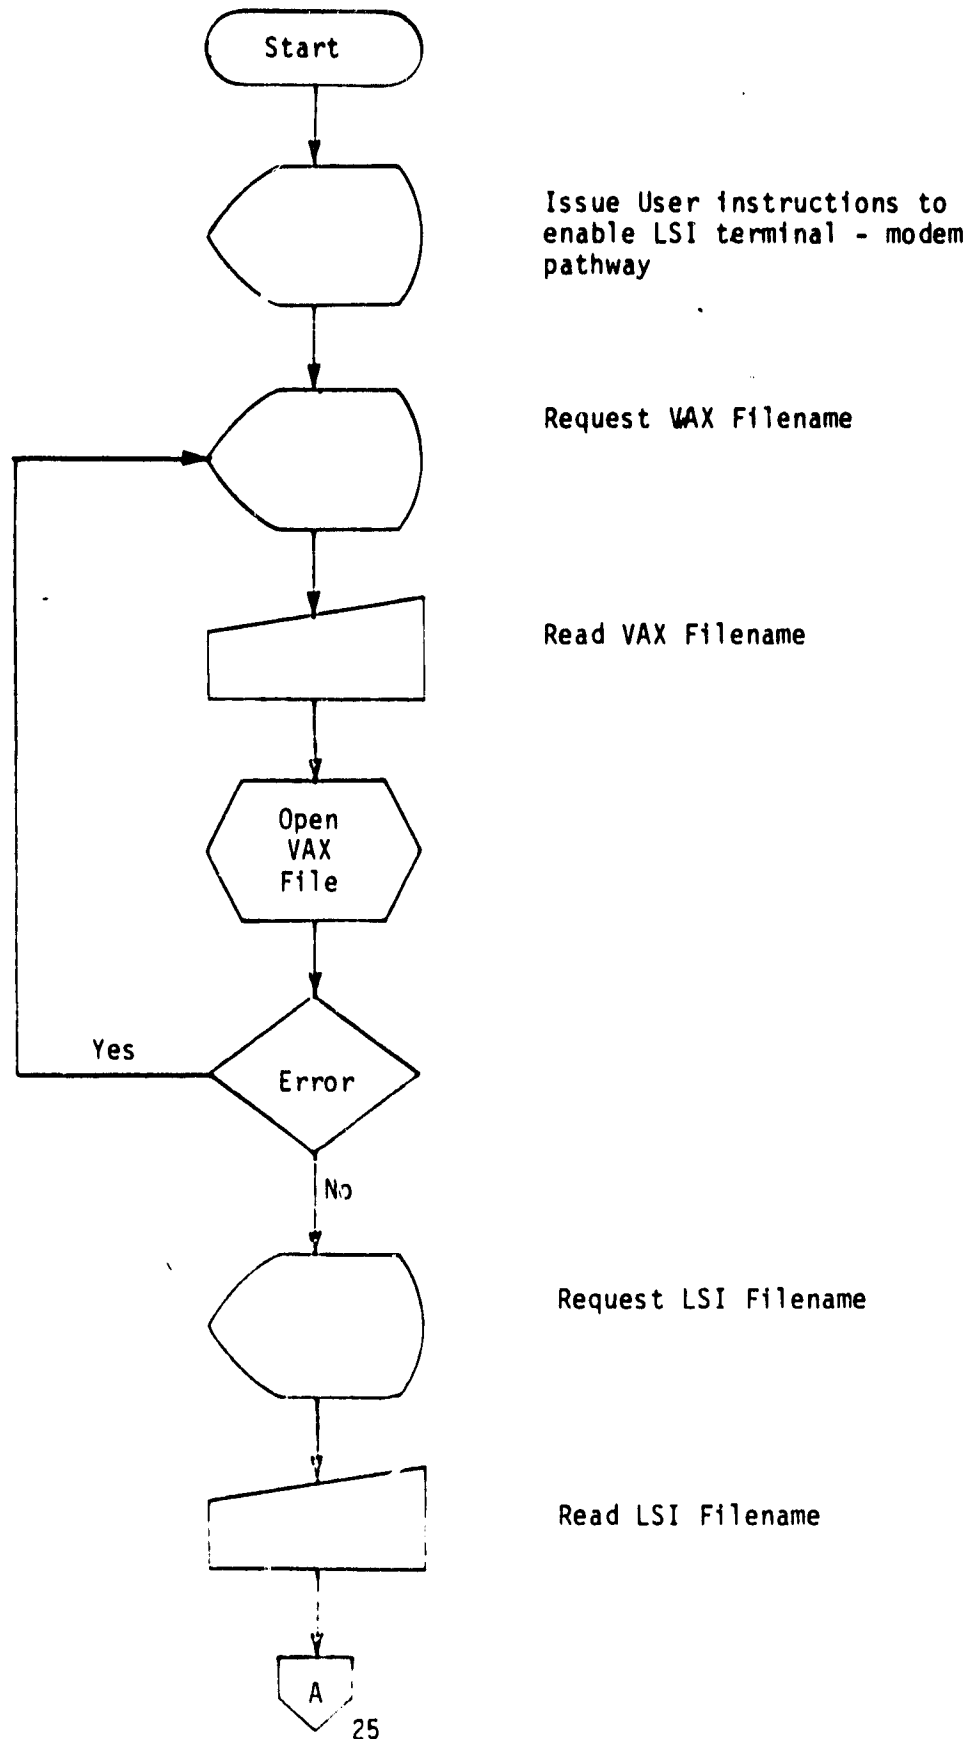 Start
Issue User instructions to
enable LSI terminal - modem
pathway
Request VAX Filename
Read VAX Filename
Open
VAX
File
Yes
Error
No
Request LSI Filename
Read LSI Filename
A
25